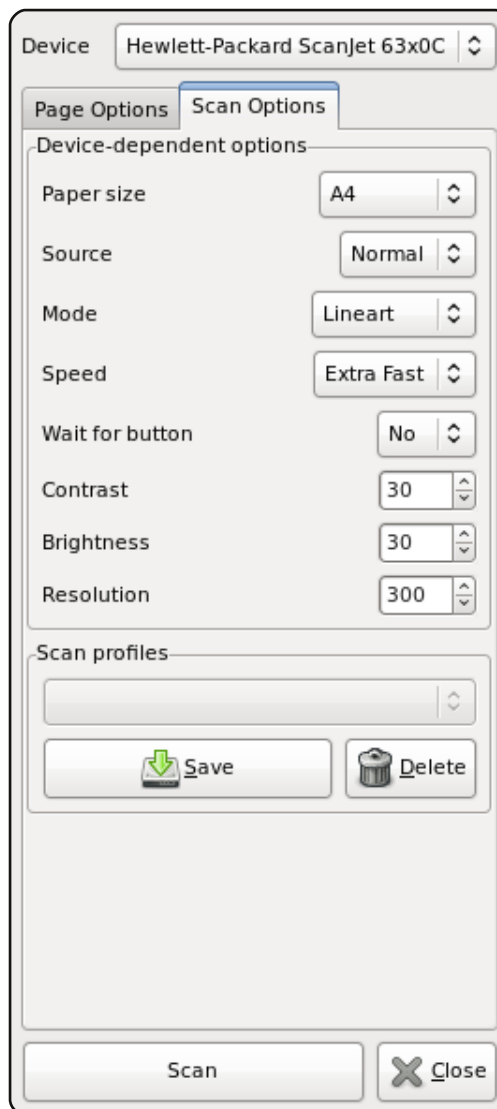 Device Hewlett-Packard ScanJet 63x0C
Page Options Scan Options
Device-dependent options
Paper size A4
Source Normal
Mode Lineart
Speed Extra Fast
Wait for button No
Contrast 30
Brightness 30
Resolution 300
Scan profiles
Save Delete
Scan Close